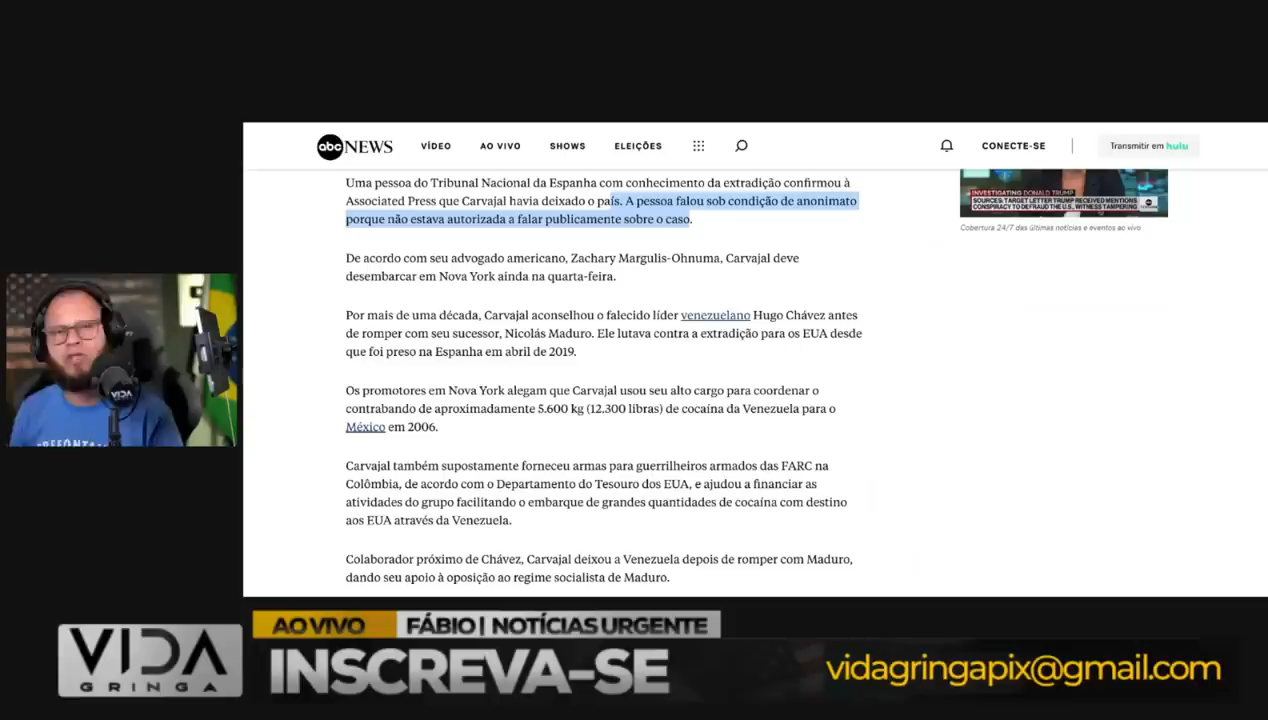 abc NEWS VÍDEO AO VIVO SHOWS ELEIÇÕES CONECTE-SE Transmitir em hulu
Uma pessoa do Tribunal Nacional da Espanha com conhecimento da extradição confirmou à
Associated Press que Carvajal havia deixado o país. A pessoa falou sob condição de anonimato
porque não estava autorizada a falar publicamente sobre o caso.
INVESTIGATING DONALD TRUMP
SOURCES: TARGET LETTER TRUMP RECEIVED MENTIONS
CONSPIRACY TO DEFRAUD THE U.S., WITNESS TAMPERING
Cobertura 24/7 das últimas notícias e eventos ao vivo
De acordo com seu advogado americano, Zachary Margulis-Ohnuma, Carvajal deve
desembarcar em Nova York ainda na quarta-feira.
Por mais de uma década, Carvajal aconselhou o falecido líder venezuelano Hugo Chávez antes
de romper com seu sucessor, Nicolás Maduro. Ele lutava contra a extradição para os EUA desde
que foi preso na Espanha em abril de 2019.
Os promotores em Nova York alegam que Carvajal usou seu alto cargo para coordenar o
contrabando de aproximadamente 5.600 kg (12.300 libras) de cocaína da Venezuela para o
México em 2006.
Carvajal também supostamente forneceu armas para guerrilheiros armados das FARC na
Colômbia, de acordo com o Departamento do Tesouro dos EUA, e ajudou a financiar as
atividades do grupo facilitando o embarque de grandes quantidades de cocaína com destino
aos EUA através da Venezuela.
Colaborador próximo de Chávez, Carvajal deixou a Venezuela depois de romper com Maduro,
dando seu apoio à oposição ao regime socialista de Maduro.
VIDA
AO VIVO FÁBIO | NOTÍCIAS URGENTE
VIDA
GRINGA
INSCREVA-SE
vidagringapix@gmail.com